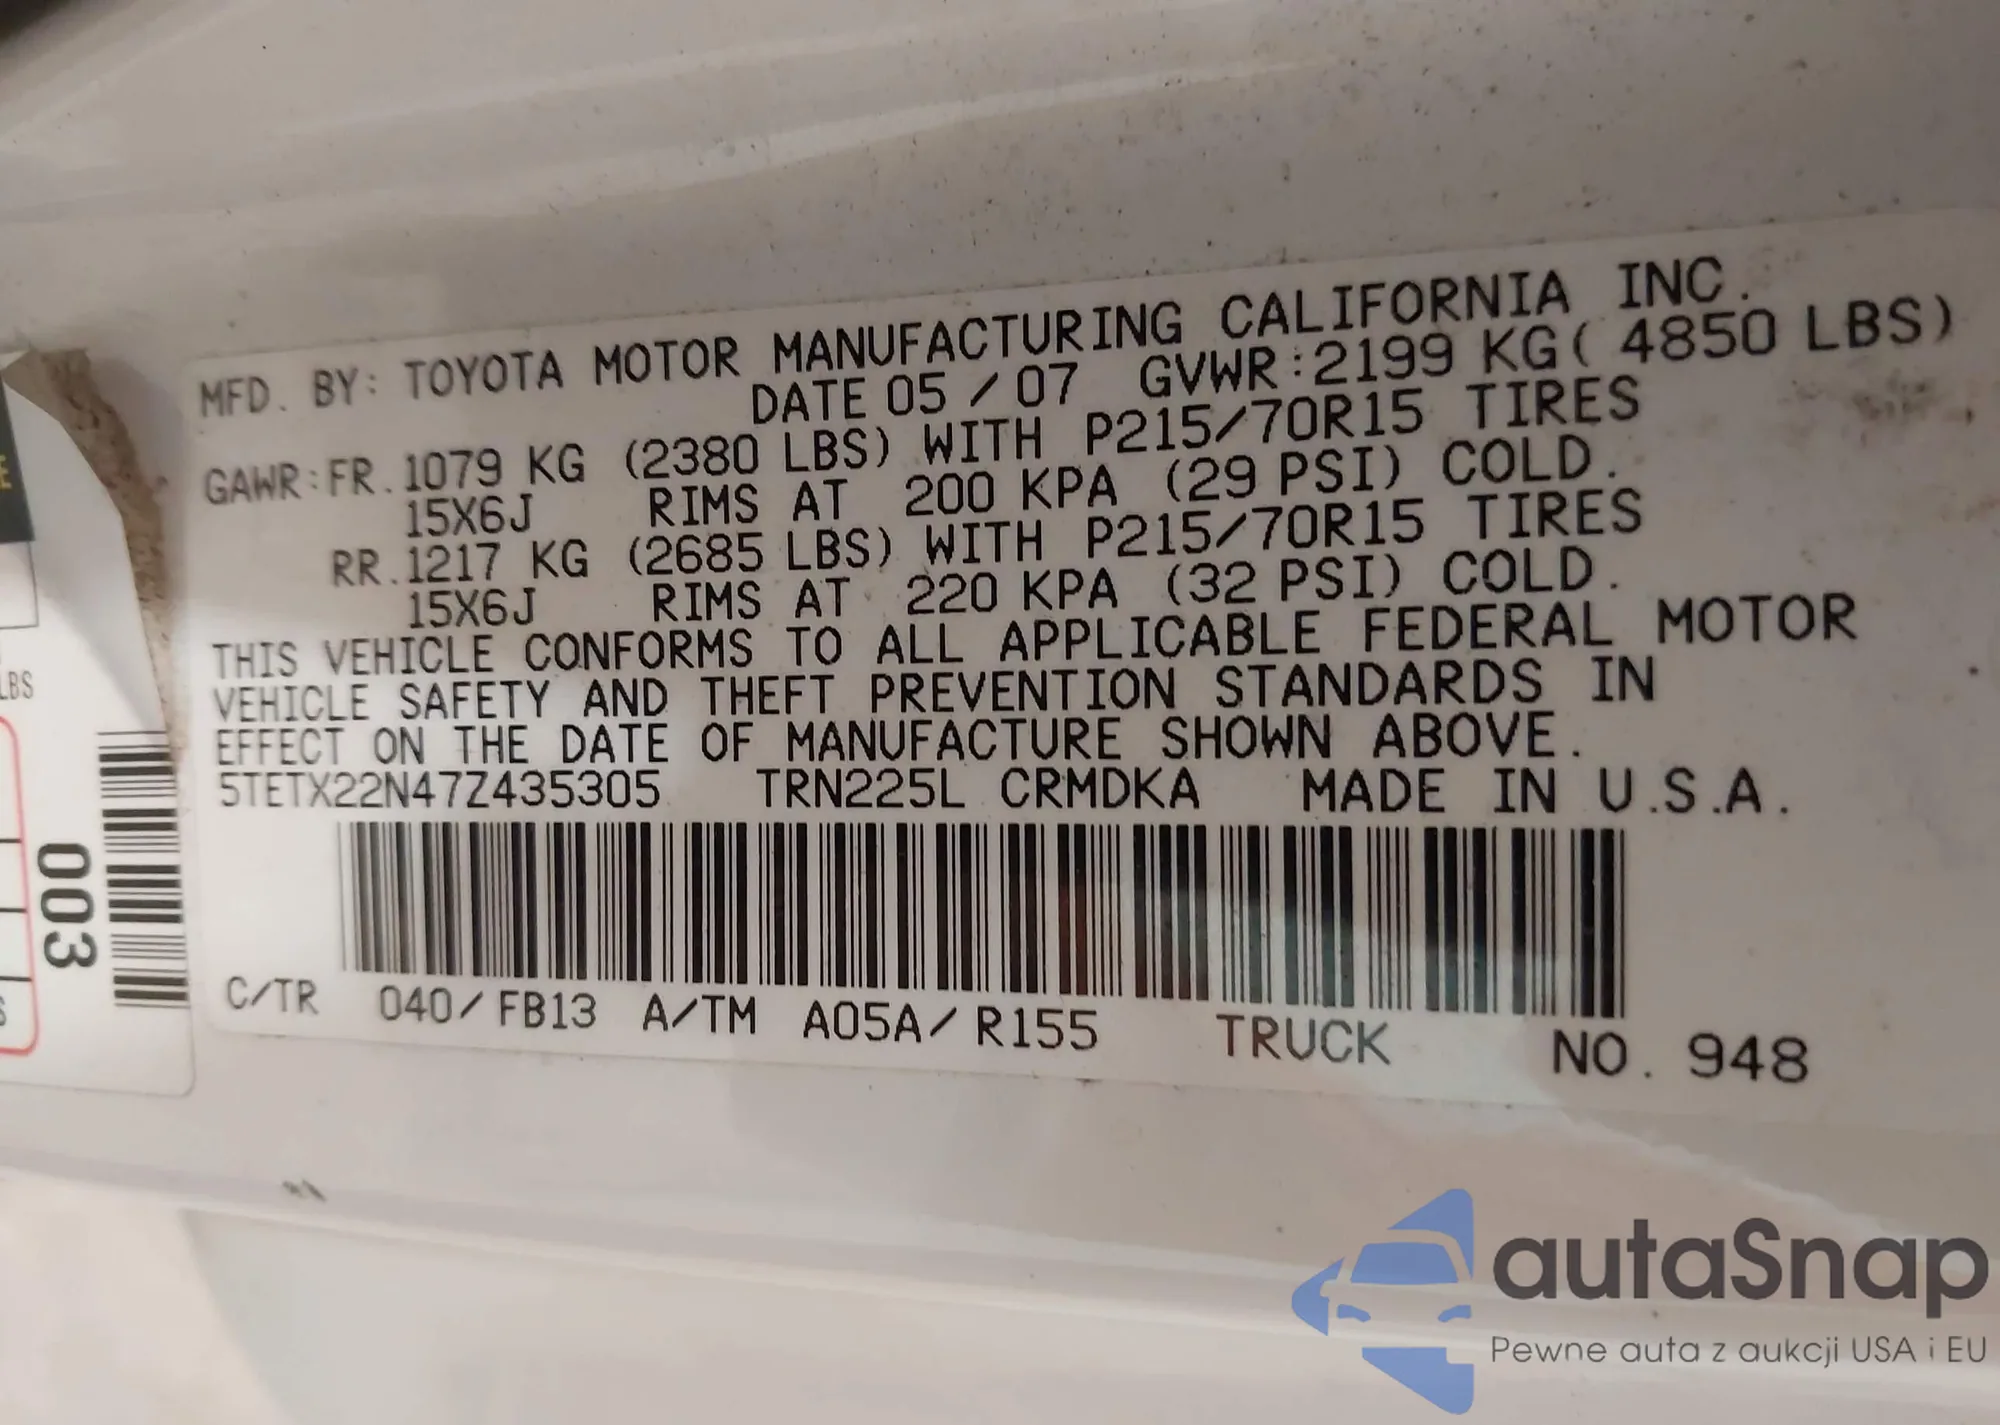 MFD. BY: TOYOTA MOTOR MANUFACTURING CALIFORNIA INC.
DATE 05 / 07 GVWR:2199 KG( 4850 LBS)
GAWR:FR.1079 KG (2380 LBS) WITH P215/70R15 TIRES
15X6J RIMS AT 200 KPA (29 PSI) COLD.
RR.1217 KG (2685 LBS) WITH P215/70R15 TIRES
15X6J RIMS AT 220 KPA (32 PSI) COLD.
THIS VEHICLE CONFORMS TO ALL APPLICABLE FEDERAL MOTOR
VEHICLE SAFETY AND THEFT PREVENTION STANDARDS IN
EFFECT ON THE DATE OF MANUFACTURE SHOWN ABOVE.
5TETX22N47Z435305 TRN225L CRMDKA MADE IN U.S.A.
C/TR 040/FB13 A/TM A05A/R155 TRUCK NO. 948
LBS
003
autaSnap
Pewne auta z aukcji USA i EU